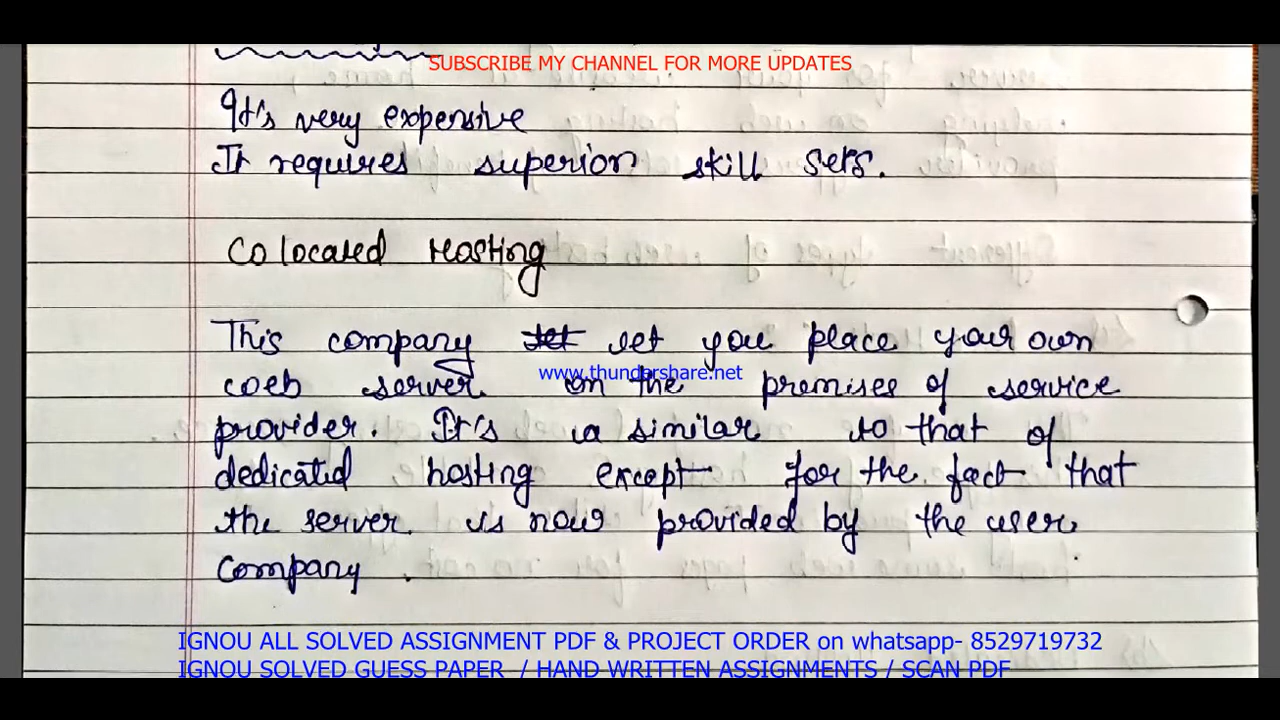 SUBSCRIBE MY CHANNEL FOR MORE UPDATES
It's very expensive
It requires superior skill sets.
Colocated Hosting
This company let let you place your own
www.thundershare.net
web server on the premises of service
provider. It's a similar to that of
dedicated hosting except for the fact that
the server is now provided by the user
company.
IGNOU ALL SOLVED ASSIGNMENT PDF & PROJECT ORDER on whatsapp- 8529719732
IGNOU SOLVED GUESS PAPER / HAND WRITTEN ASSIGNMENTS / SCAN PDF